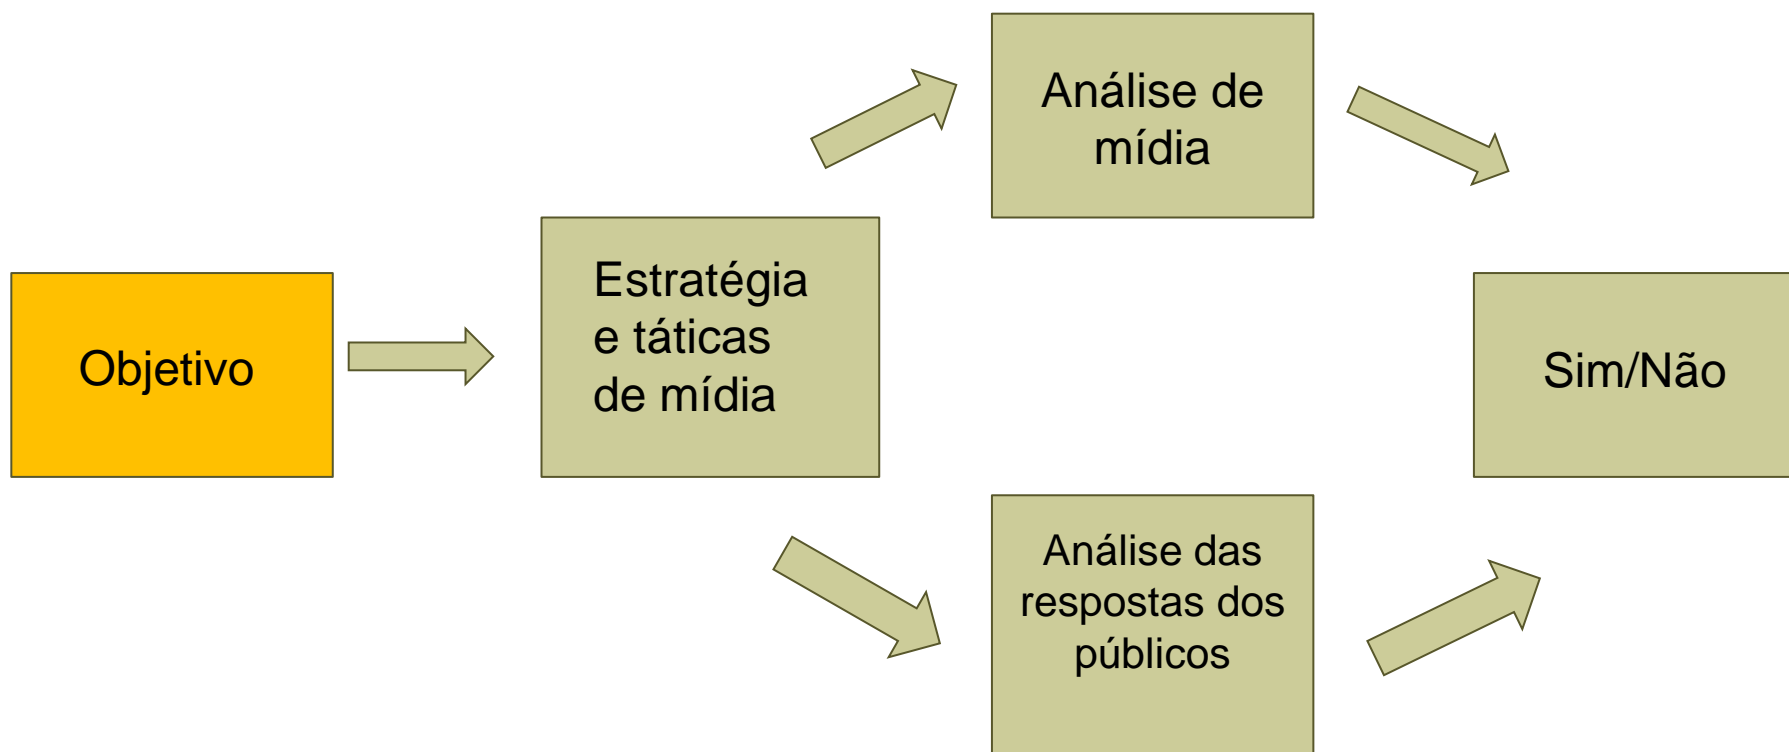 Objetivo
Estratégia
e táticas
de mídia
Análise de
mídia
Análise das
respostas dos
públicos
Sim/Não